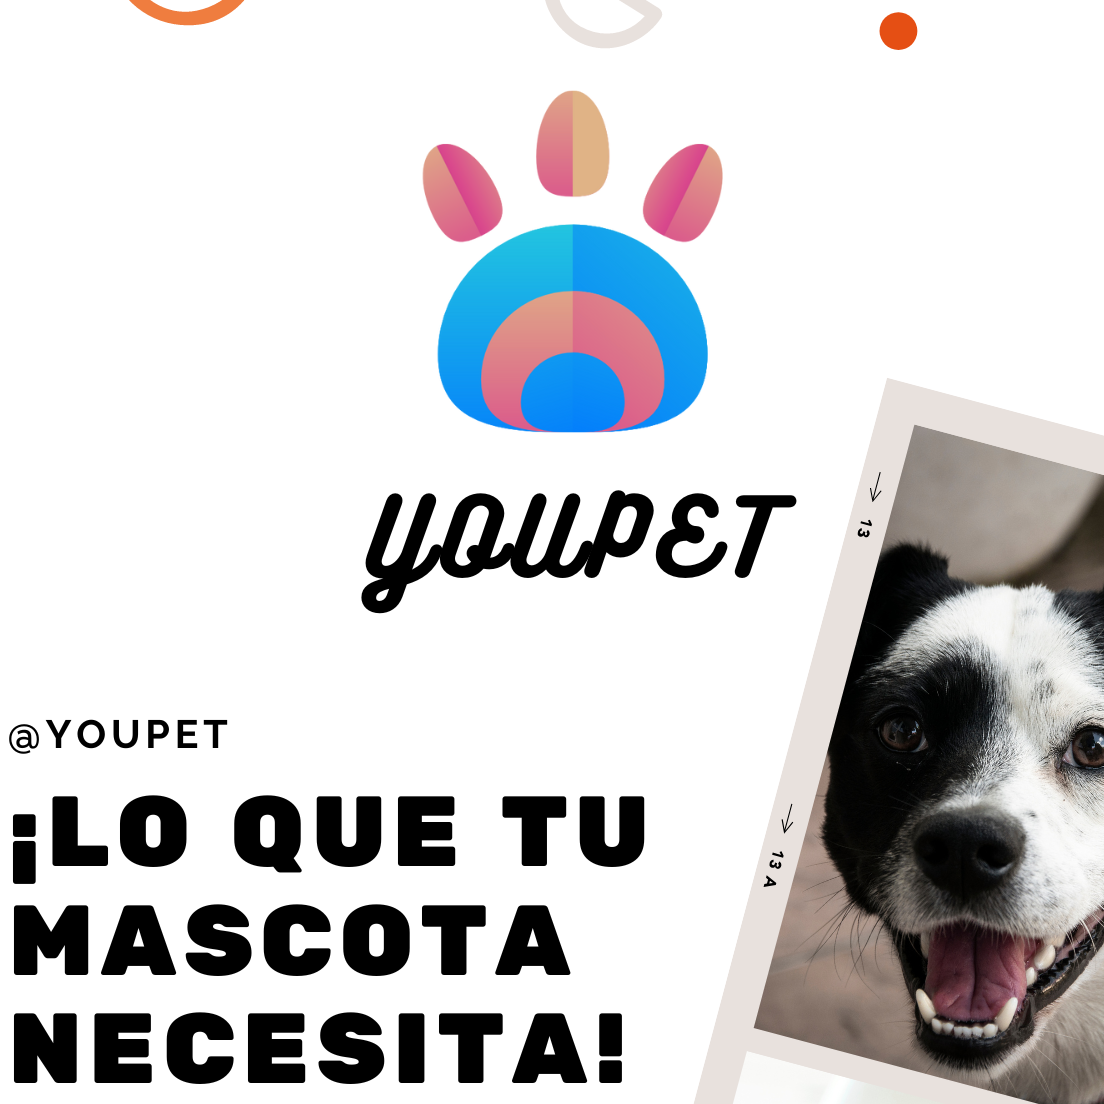 YOUPET
13
13 A
@YOUPET
¡LO QUE TU
MASCOTA
NECESITA!